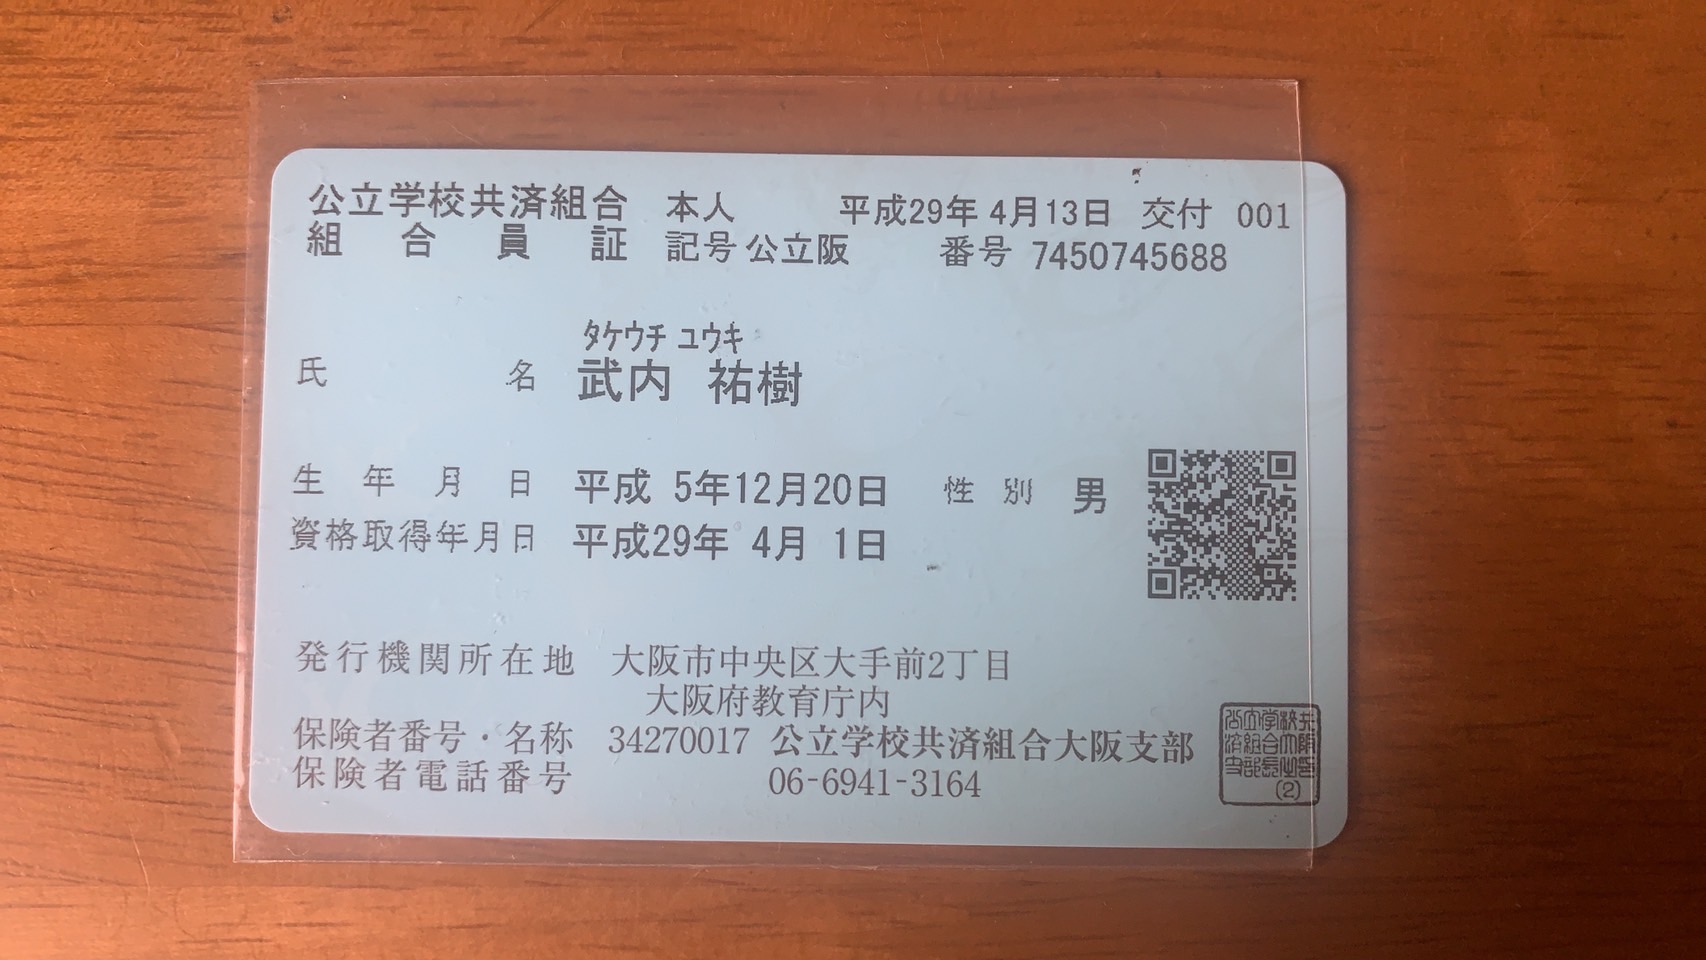 公立学校共済組合 本人 平成29年 4月13日 交付 001
組合員証 記号 公立阪 番号 7450745688
タケウチ ユウキ
氏名 武内 祐樹
生年月日 平成 5年12月20日 性別 男
資格取得年月日 平成29年 4月 1日
発行機関所在地 大阪市中央区大手前2丁目
大阪府教育庁内
保険者番号・名称 34270017 公立学校共済組合大阪支部
保険者電話番号 06-6941-3164
(2)